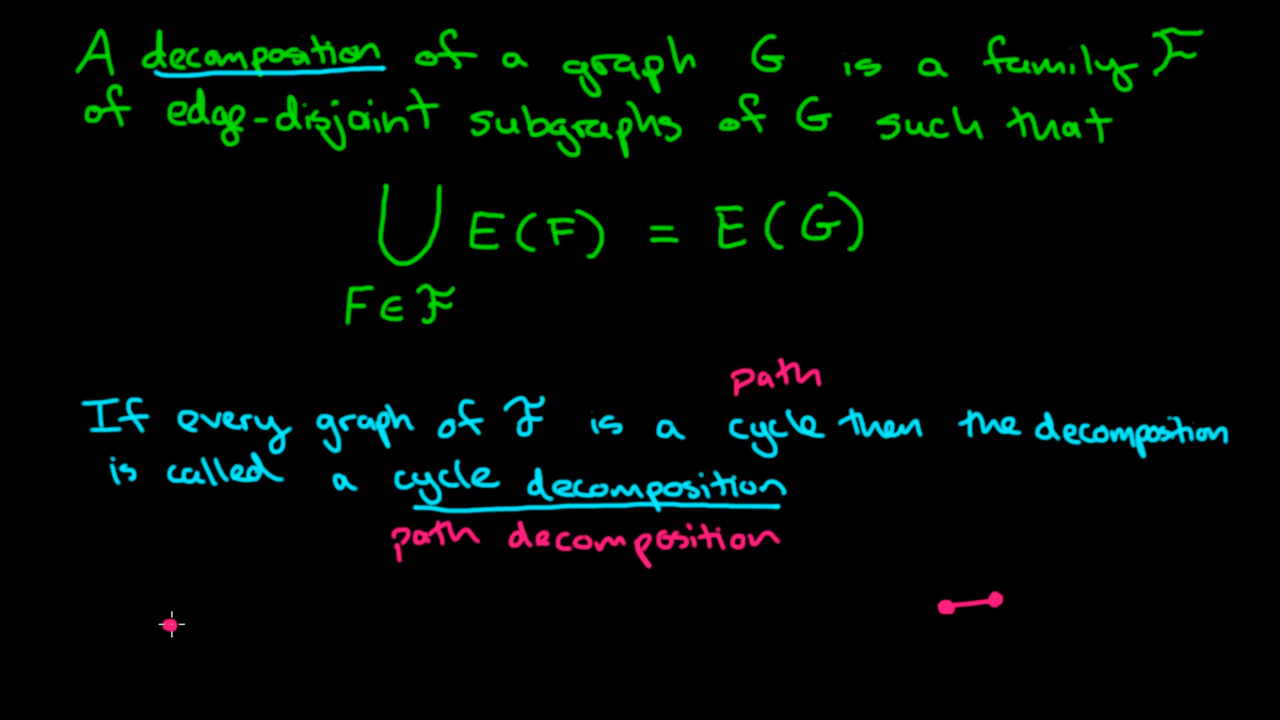 A decomposition of a graph G is a family ℱ
of edge-disjoint subgraphs of G such that
⋃ E(F) = E(G)
F∈ℱ
path
If every graph of ℱ is a cycle then the decompostion
is called a cycle decomposition
path decomposition